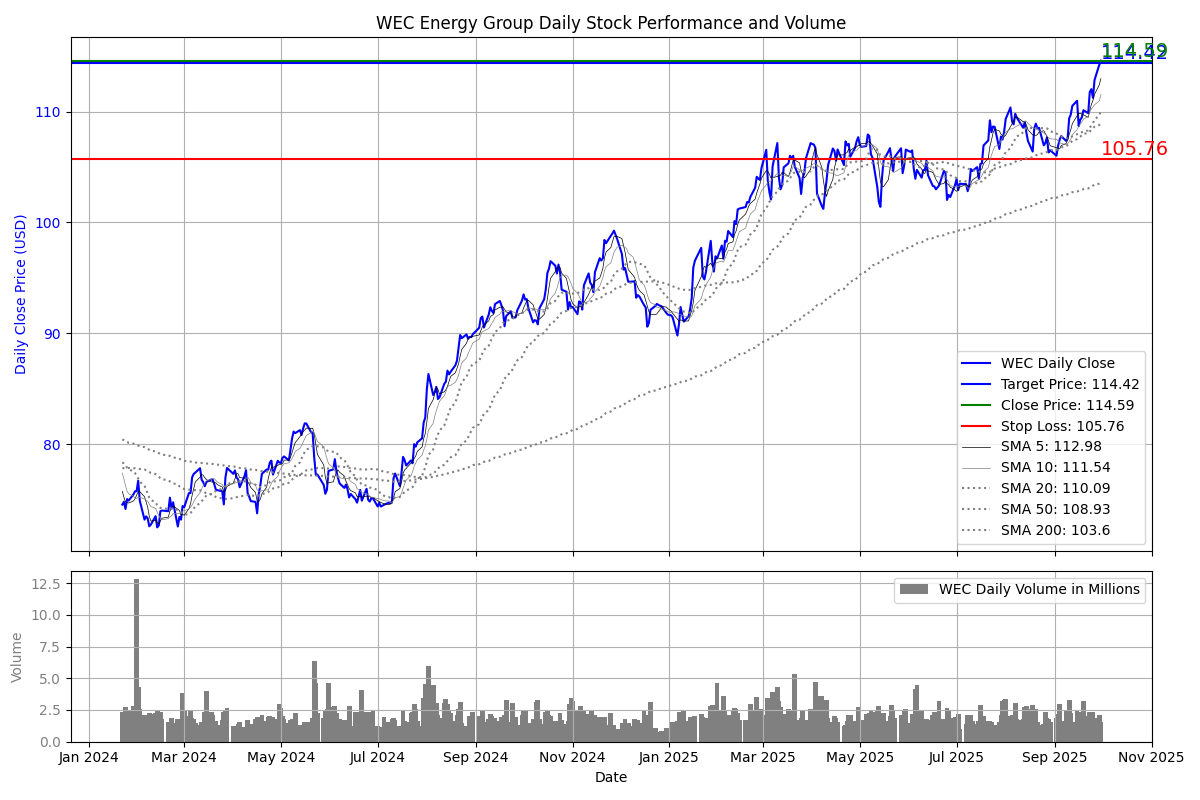 WEC Energy Group Daily Stock Performance and Volume
114.59
114.42
110
105.76
100
90
80
Daily Close Price (USD)
WEC Daily Close
Target Price: 114.42
Close Price: 114.59
Stop Loss: 105.76
SMA 5: 112.98
SMA 10: 111.54
SMA 20: 110.09
SMA 50: 108.93
SMA 200: 103.6
12.5
10.0
7.5
5.0
2.5
0.0
Volume
WEC Daily Volume in Millions
Jan 2024 Mar 2024 May 2024 Jul 2024 Sep 2024 Nov 2024 Jan 2025 Mar 2025 May 2025 Jul 2025 Sep 2025 Nov 2025
Date